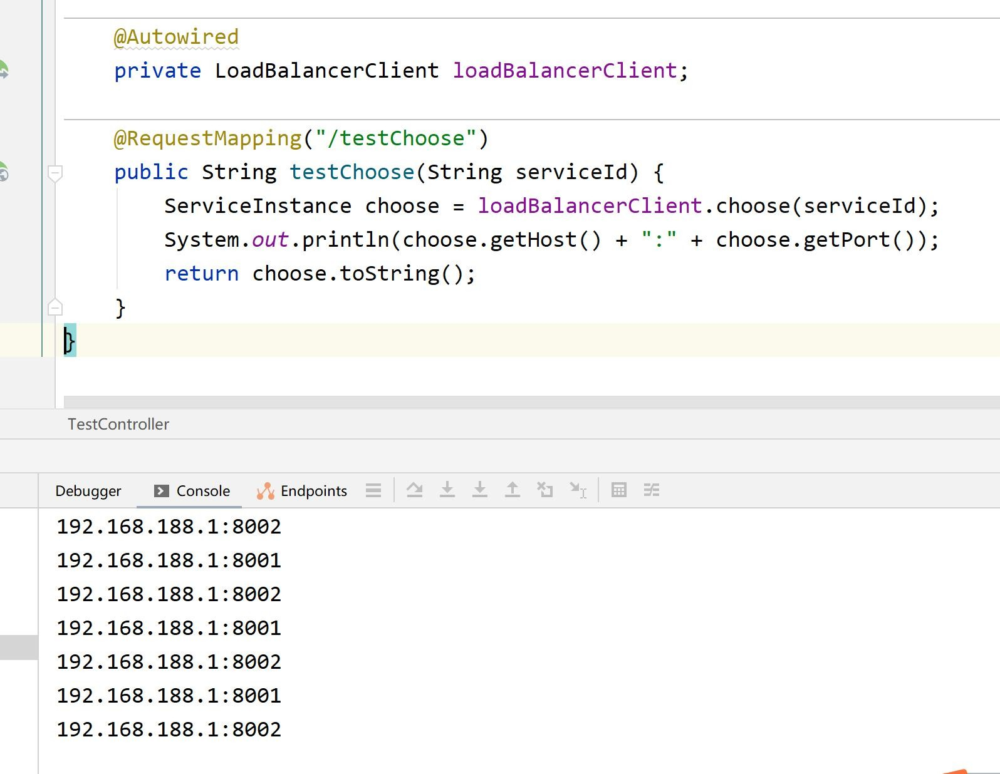 @Autowired
private LoadBalancerClient loadBalancerClient;
@RequestMapping("/testChoose")
public String testChoose(String serviceId) {
ServiceInstance choose = loadBalancerClient.choose(serviceId);
System.out.println(choose.getHost() + ":" + choose.getPort());
return choose.toString();
}
}
TestController
Debugger Console Endpoints
192.168.188.1:8002
192.168.188.1:8001
192.168.188.1:8002
192.168.188.1:8001
192.168.188.1:8002
192.168.188.1:8001
192.168.188.1:8002